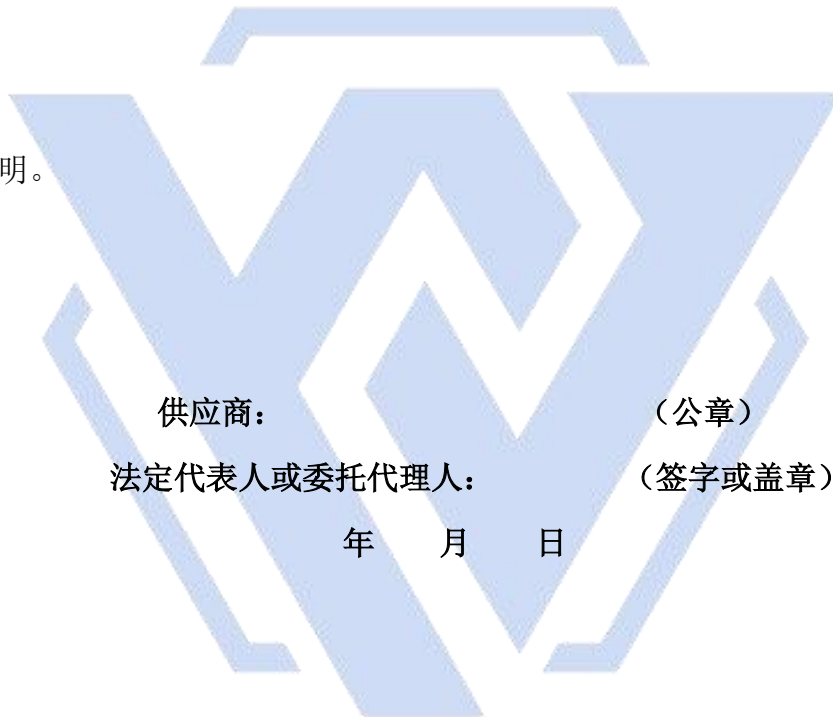 明。
供应商： （公章）
法定代表人或委托代理人： （签字或盖章）
年 月 日